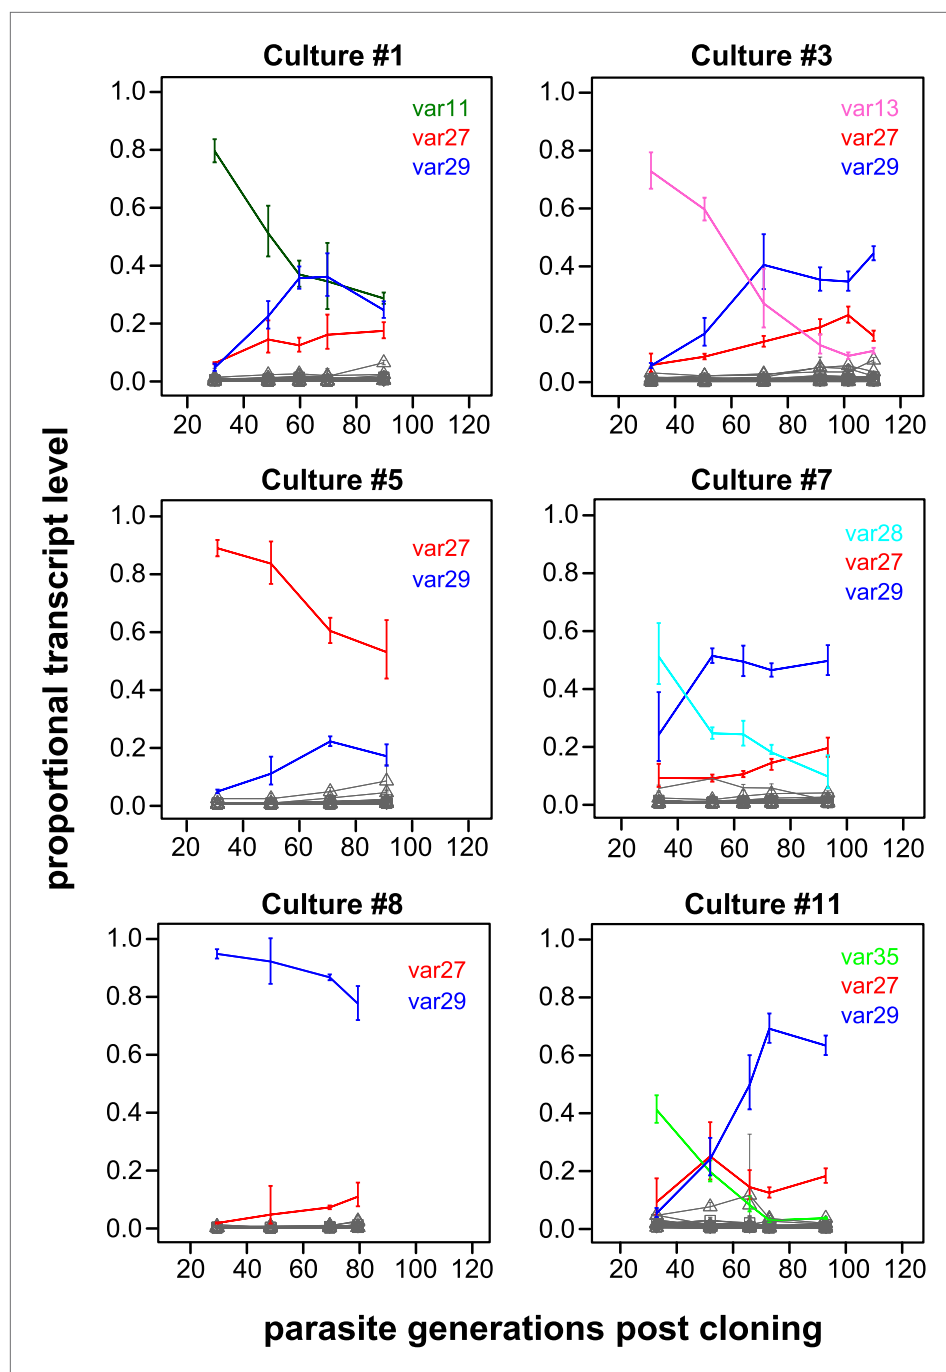 Culture #1
1.0
0.8
0.6
0.4
0.2
0.0
var11
var27
var29
20 40 60 80 100 120
Culture #3
1.0
0.8
0.6
0.4
0.2
0.0
var13
var27
var29
20 40 60 80 100 120
Culture #5
1.0
0.8
0.6
0.4
0.2
0.0
var27
var29
20 40 60 80 100 120
Culture #7
1.0
0.8
0.6
0.4
0.2
0.0
var28
var27
var29
20 40 60 80 100 120
Culture #8
1.0
0.8
0.6
0.4
0.2
0.0
var27
var29
20 40 60 80 100 120
Culture #11
1.0
0.8
0.6
0.4
0.2
0.0
var35
var27
var29
20 40 60 80 100 120
proportional transcript level
parasite generations post cloning